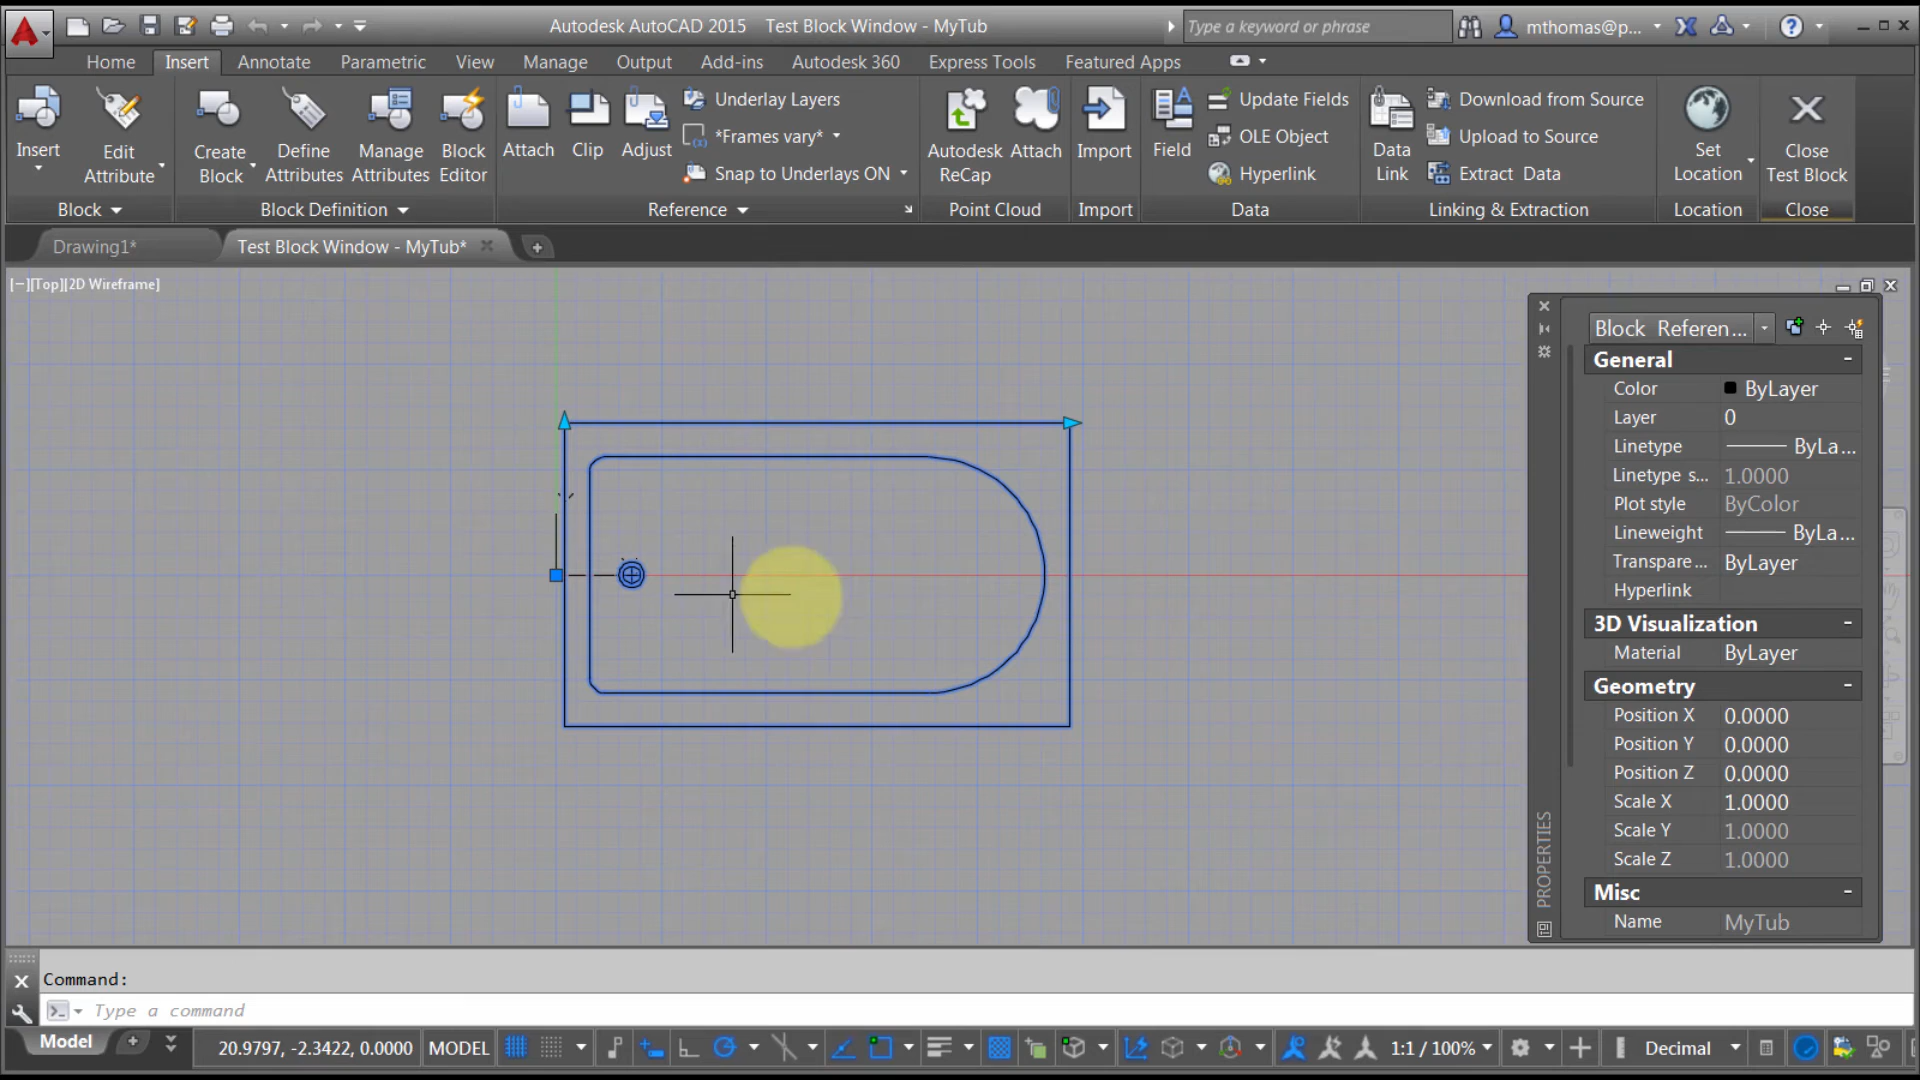 Autodesk AutoCAD 2015 Test Block Window - MyTub
Type a keyword or phrase
mthomas@p...
Home Insert Annotate Parametric View Manage Output Add-ins Autodesk 360 Express Tools Featured Apps
Insert
Edit Attribute
Create Block
Define Attributes
Manage Attributes
Block Editor
Attach
Clip
Adjust
Underlay Layers
*Frames vary*
Snap to Underlays ON
Autodesk ReCap
Attach
Import
Field
Update Fields
OLE Object
Hyperlink
Data Link
Download from Source
Upload to Source
Extract Data
Set Location
Close Test Block
Block Block Definition Reference Point Cloud Import Data Linking & Extraction Location Close
Drawing1* Test Block Window - MyTub*
[−][Top][2D Wireframe]
Block Referen...
General
Color ByLayer
Layer 0
Linetype ByLa...
Linetype s... 1.0000
Plot style ByColor
Lineweight ByLa...
Transpare... ByLayer
Hyperlink
3D Visualization
Material ByLayer
Geometry
Position X 0.0000
Position Y 0.0000
Position Z 0.0000
Scale X 1.0000
Scale Y 1.0000
Scale Z 1.0000
Misc
Name MyTub
PROPERTIES
Command:
Type a command
Model
20.9797, -2.3422, 0.0000 MODEL 1:1 / 100% Decimal